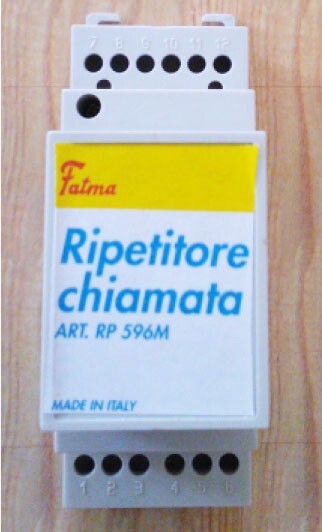 7 8 9 10 11 12
Fatma
Ripetitore
chiamata
ART. RP 596M
MADE IN ITALY
1 2 3 4 5 6